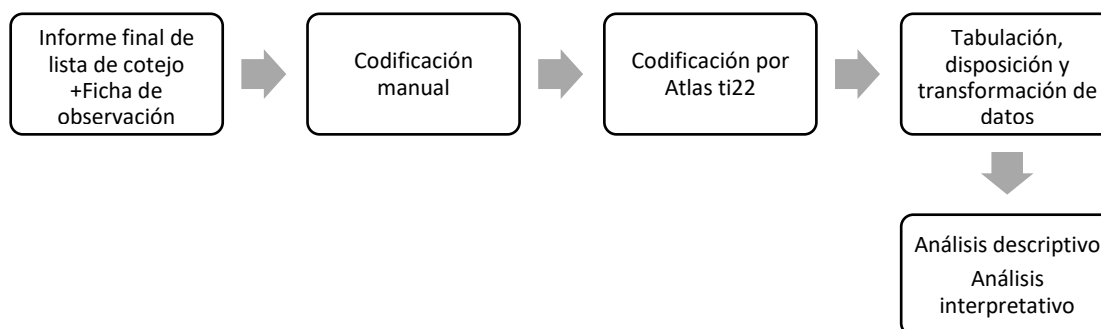 Informe final de
lista de cotejo
+Ficha de
observación
Codificación
manual
Codificación por
Atlas ti22
Tabulación,
disposición y
transformación de
datos
Análisis descriptivo
Análisis
interpretativo